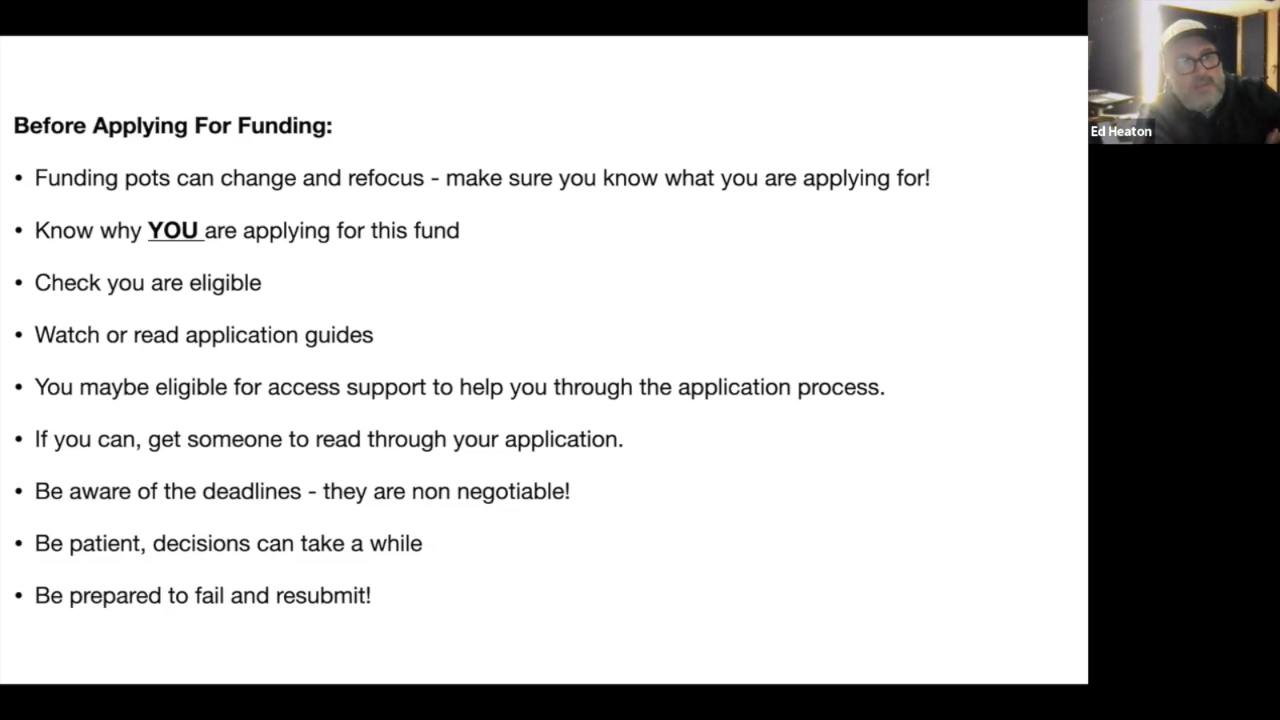 Before Applying For Funding:
• Funding pots can change and refocus - make sure you know what you are applying for!
• Know why YOU are applying for this fund
• Check you are eligible
• Watch or read application guides
• You maybe eligible for access support to help you through the application process.
• If you can, get someone to read through your application.
• Be aware of the deadlines - they are non negotiable!
• Be patient, decisions can take a while
• Be prepared to fail and resubmit!
Ed Heaton